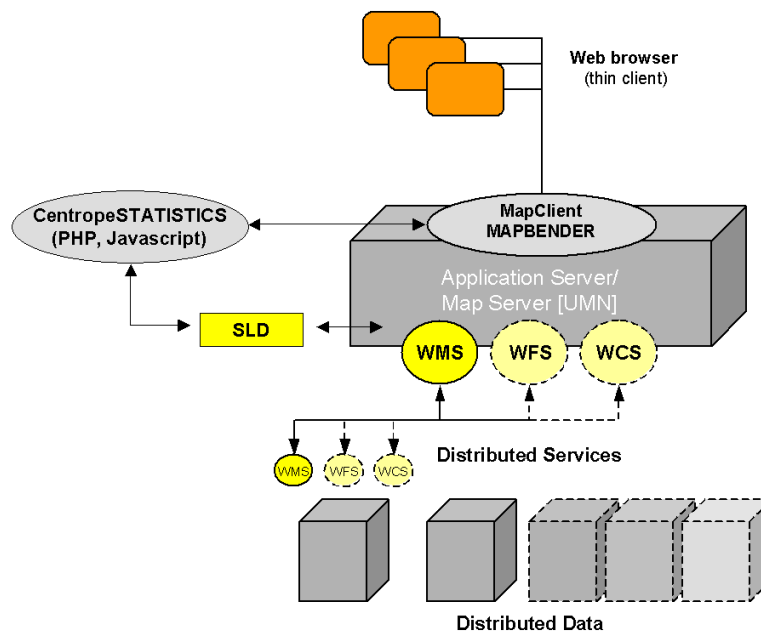 Web browser
(thin client)
CentropeSTATISTICS
(PHP, Javascript)
MapClient
MAPBENDER
Application Server/
Map Server [UMN]
SLD
WMS
WFS
WCS
Distributed Services
WMS
WFS
WCS
Distributed Data